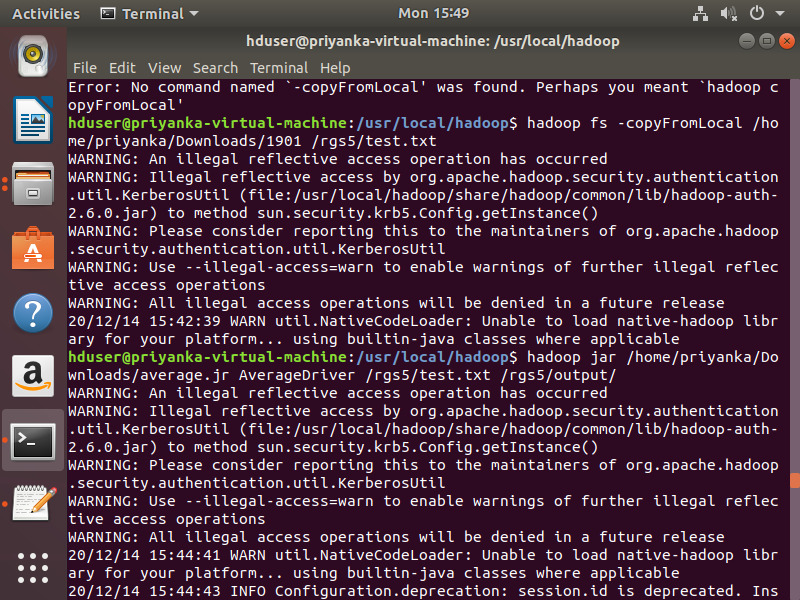 Activities Terminal Mon 15:49
hduser@priyanka-virtual-machine: /usr/local/hadoop
File Edit View Search Terminal Help
Error: No command named `-copyFromLocal' was found. Perhaps you meant `hadoop c
opyFromLocal'
hduser@priyanka-virtual-machine:/usr/local/hadoop$ hadoop fs -copyFromLocal /ho
me/priyanka/Downloads/1901 /rgs5/test.txt
WARNING: An illegal reflective access operation has occurred
WARNING: Illegal reflective access by org.apache.hadoop.security.authentication
.util.KerberosUtil (file:/usr/local/hadoop/share/hadoop/common/lib/hadoop-auth-
2.6.0.jar) to method sun.security.krb5.Config.getInstance()
WARNING: Please consider reporting this to the maintainers of org.apache.hadoop
.security.authentication.util.KerberosUtil
WARNING: Use --illegal-access=warn to enable warnings of further illegal reflec
tive access operations
WARNING: All illegal access operations will be denied in a future release
20/12/14 15:42:39 WARN util.NativeCodeLoader: Unable to load native-hadoop libr
ary for your platform... using builtin-java classes where applicable
hduser@priyanka-virtual-machine:/usr/local/hadoop$ hadoop jar /home/priyanka/Do
wnloads/average.jr AverageDriver /rgs5/test.txt /rgs5/output/
WARNING: An illegal reflective access operation has occurred
WARNING: Illegal reflective access by org.apache.hadoop.security.authentication
.util.KerberosUtil (file:/usr/local/hadoop/share/hadoop/common/lib/hadoop-auth-
2.6.0.jar) to method sun.security.krb5.Config.getInstance()
WARNING: Please consider reporting this to the maintainers of org.apache.hadoop
.security.authentication.util.KerberosUtil
WARNING: Use --illegal-access=warn to enable warnings of further illegal reflec
tive access operations
WARNING: All illegal access operations will be denied in a future release
20/12/14 15:44:41 WARN util.NativeCodeLoader: Unable to load native-hadoop libr
ary for your platform... using builtin-java classes where applicable
20/12/14 15:44:43 INFO Configuration.deprecation: session.id is deprecated. Ins